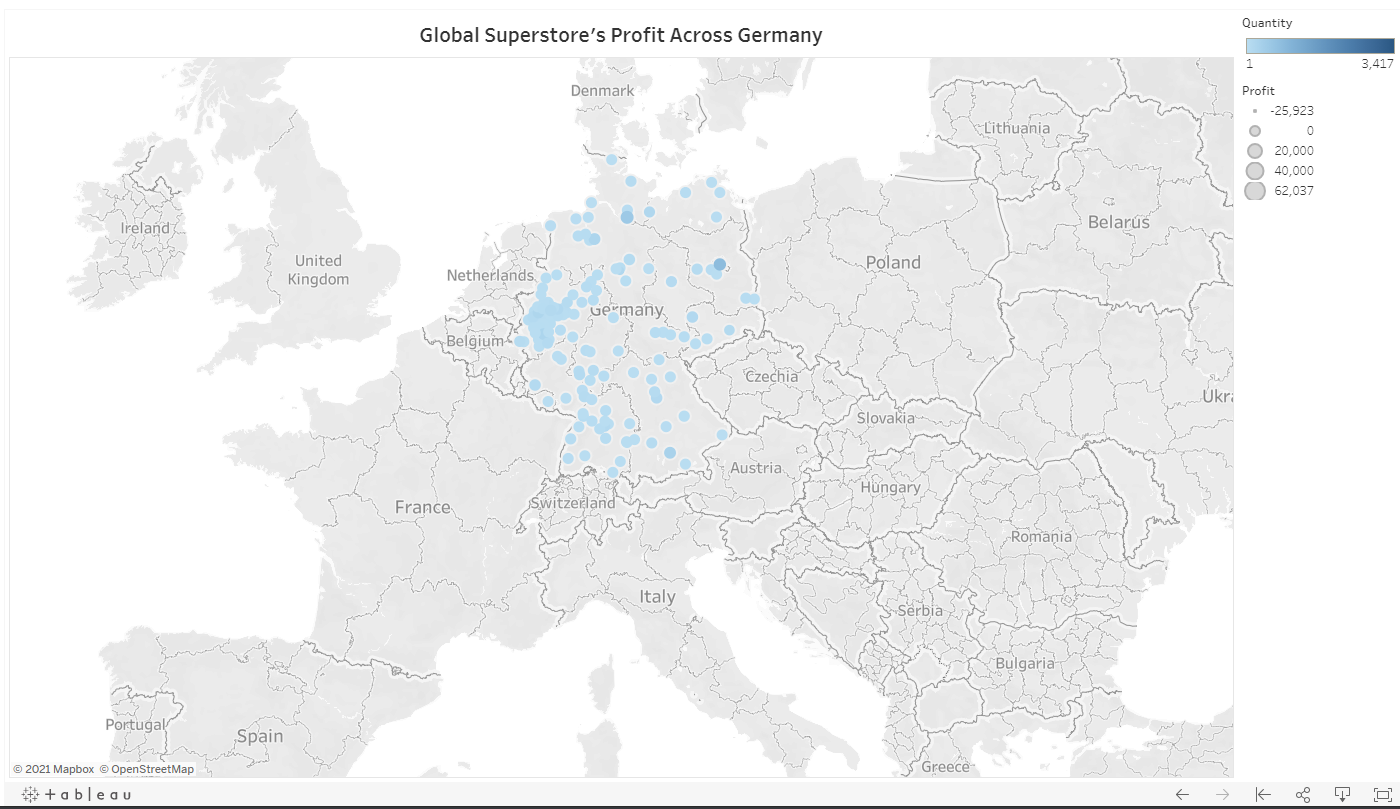 Global Superstore's Profit Across Germany
Quantity
1
3,417
Profit
-25,923
0
20,000
40,000
62,037
Denmark
Lithuania
Ireland
Belarus
United
Kingdom
Netherlands
Poland
Germany
Belgium
Czechia
Ukra
Slovakia
Austria
Hungary
France
Switzerland
Romania
Italy
Serbia
Bulgaria
Portugal
Spain
Greece
© 2021 Mapbox © OpenStreetMap
+ a b l e a u